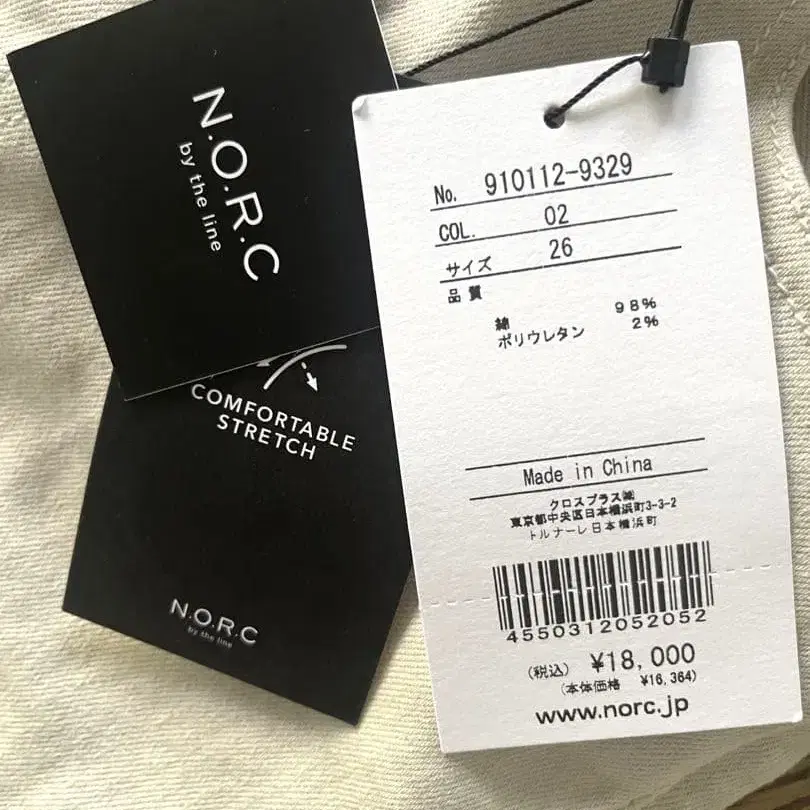 N.O.R.C
by the line
COMFORTABLE
STRETCH
N.O.R.C
by the line
No. 910112-9329
COL. 02
サイズ 26
品質
綿 98%
ポリウレタン 2%
Made in China
クロスプラス㈱
東京都中央区日本橋浜町3-3-2
トルナーレ日本橋浜町
4550312052052
(税込) ¥18,000
(本体価格 ¥16,364)
www.norc.jp